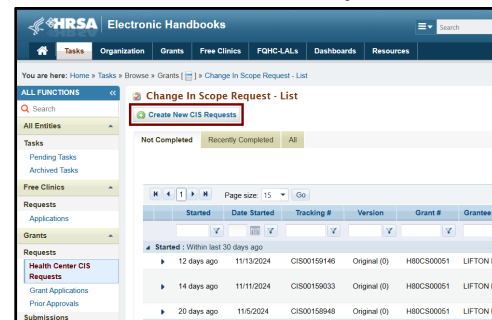 HRSA Electronic Handbooks
Search
Tasks Organization Grants Free Clinics FQHC-LALs Dashboards Resources
You are here: Home » Tasks » Browse » Grants [ ] » Change In Scope Request - List
ALL FUNCTIONS «
Change In Scope Request - List
Search
Create New CIS Requests
All Entities
Not Completed Recently Completed All
Tasks
Pending Tasks
Archived Tasks
Free Clinics
1 Page size: 15 Go
Requests
Applications
Started Date Started Tracking # Version Grant # Grantee
Grants
Started : Within last 30 days ago
Requests
Health Center CIS
Requests
12 days ago 11/13/2024 CIS00159146 Original (0) H80CS00051 LIFTON
Grant Applications
14 days ago 11/11/2024 CIS00159033 Original (0) H80CS00051 LIFTON
Prior Approvals
Submissions
20 days ago 11/5/2024 CIS00158948 Original (0) H80CS00051 LIFTON